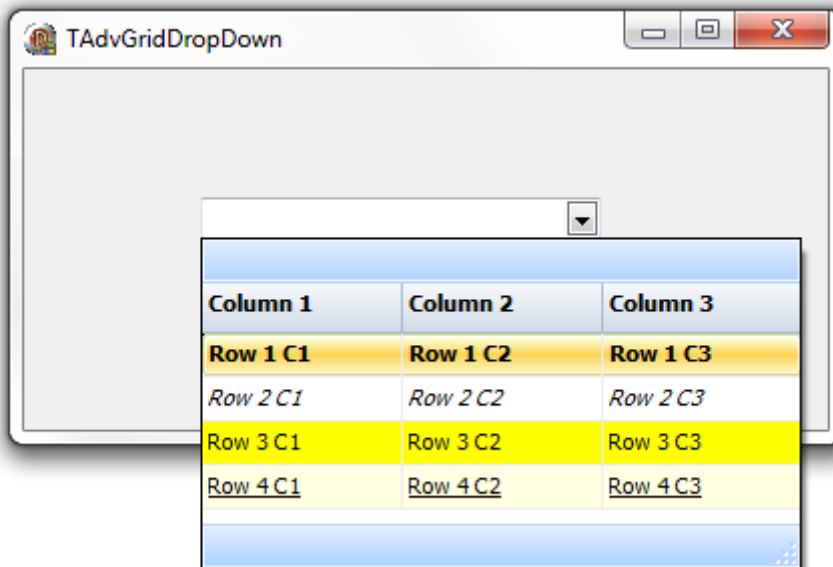 TAdvGridDropDown
Column 1 Column 2 Column 3
Row 1 C1 Row 1 C2 Row 1 C3
Row 2 C1 Row 2 C2 Row 2 C3
Row 3 C1 Row 3 C2 Row 3 C3
Row 4 C1 Row 4 C2 Row 4 C3